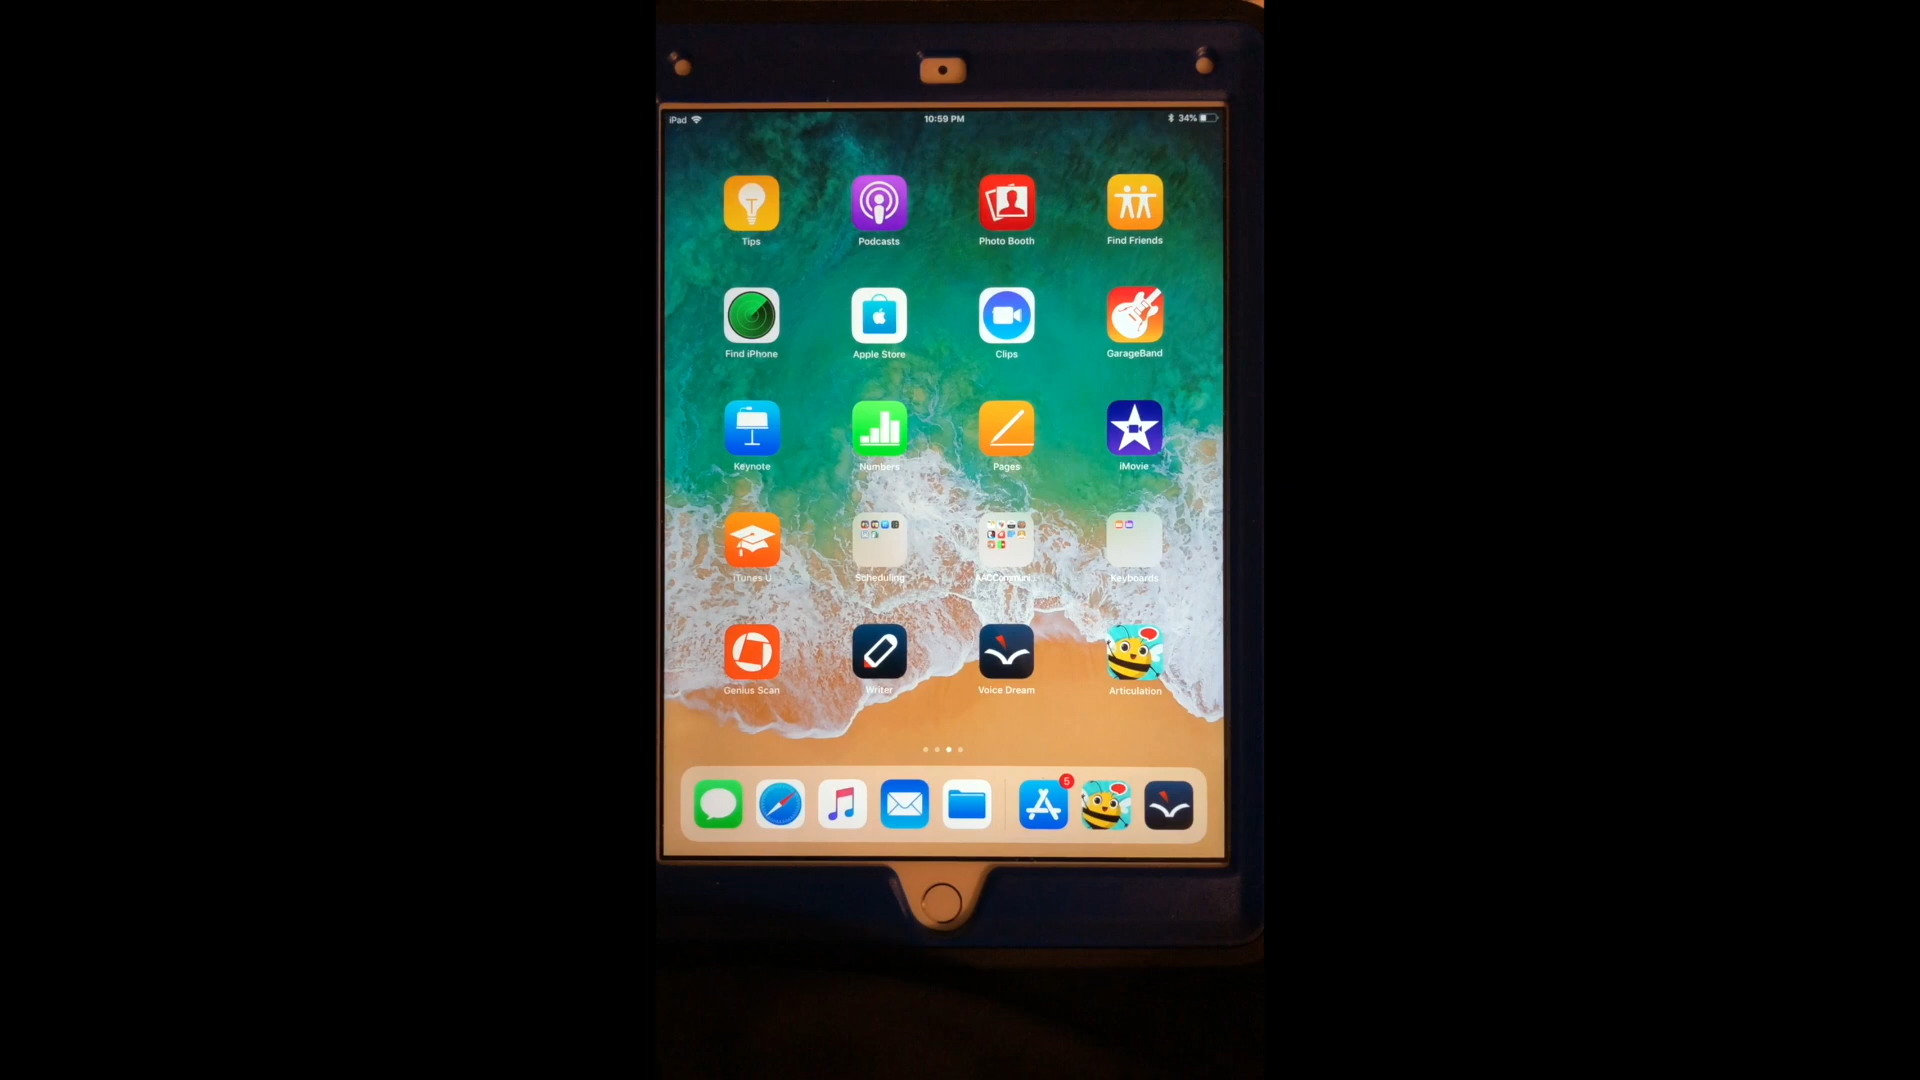 iPad 10:59 PM 34%
Tips Podcasts Photo Booth Find Friends
Find iPhone Apple Store Clips GarageBand
Keynote Numbers Pages iMovie
iTunes U Scheduling AACCommuni... Keyboards
Genius Scan Writer Voice Dream Articulation
5